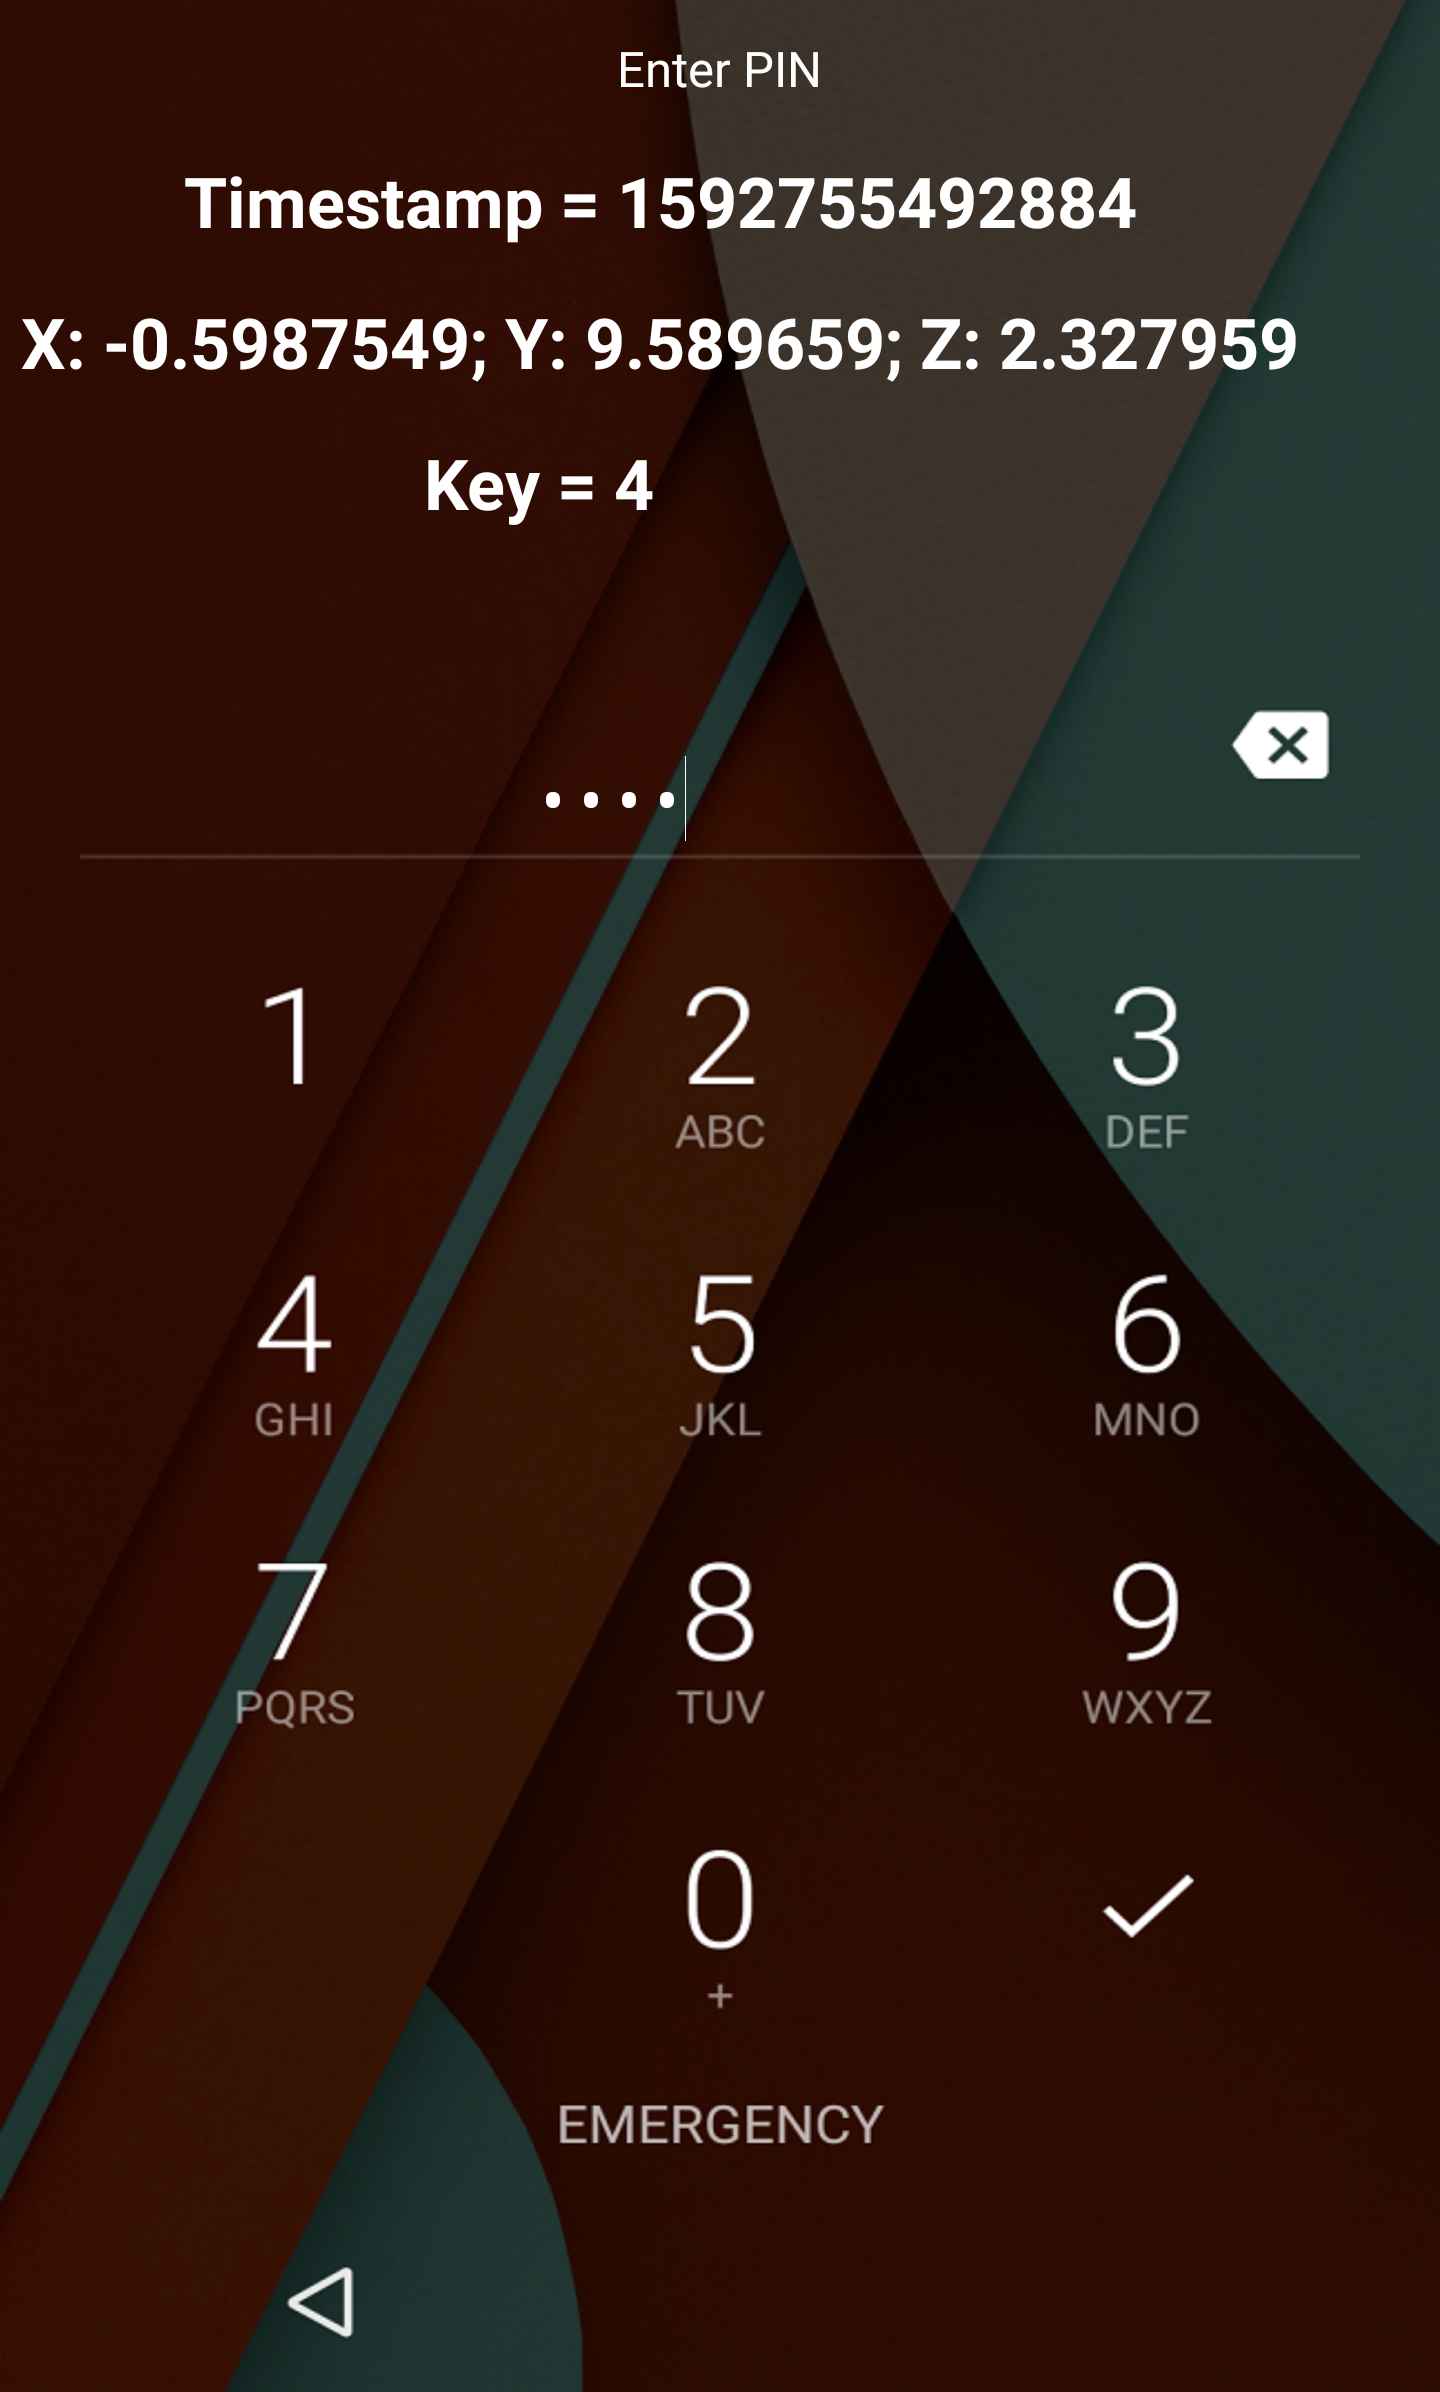 Enter PIN
Timestamp = 1592755492884
X: -0.5987549; Y: 9.589659; Z: 2.327959
Key = 4
1 2 3
ABC DEF
4 5 6
GHI JKL MNO
7 8 9
PQRS TUV WXYZ
0
+
EMERGENCY